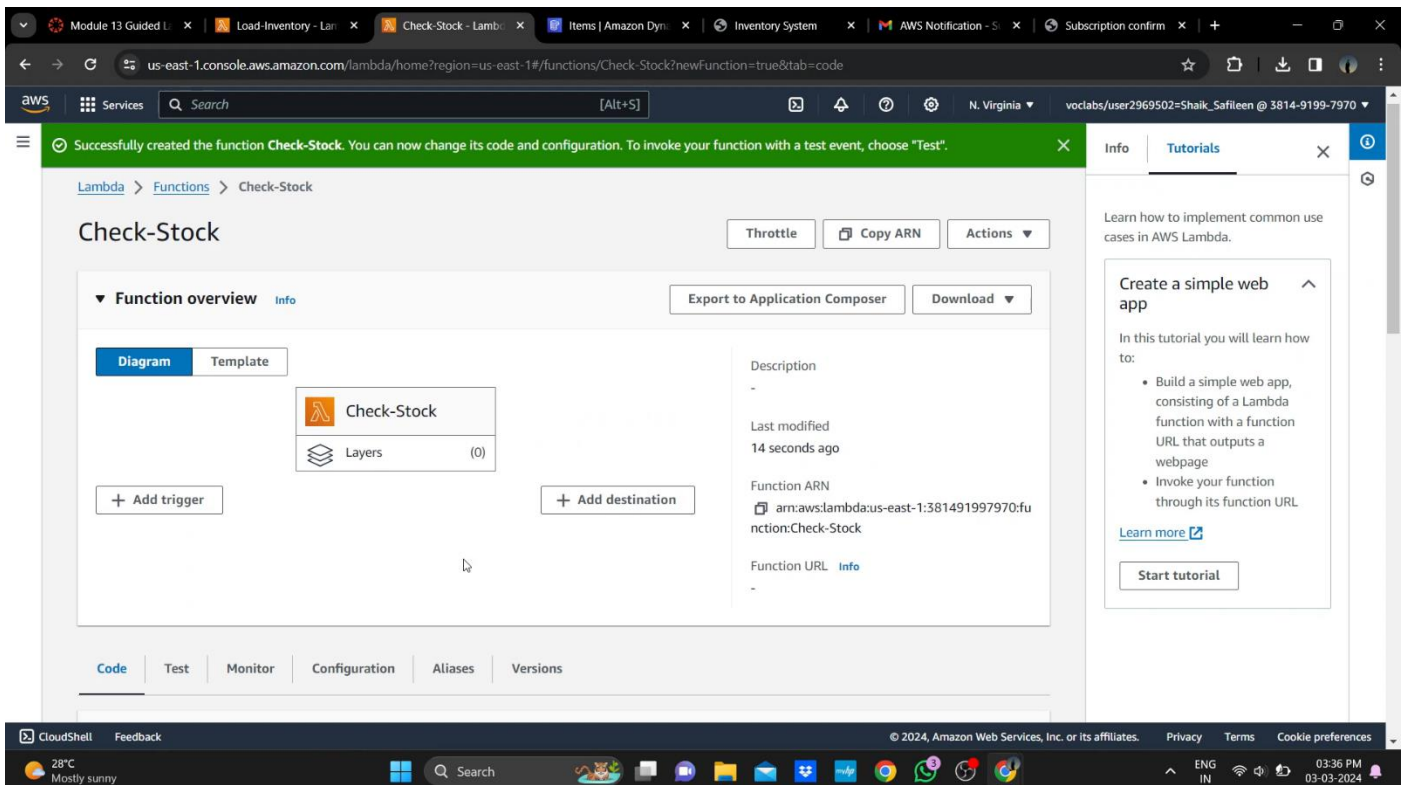 Module 13 Guided La
Load-Inventory - Lam
Check-Stock - Lambd
Items | Amazon Dyna
Inventory System
AWS Notification - Su
Subscription confirm
us-east-1.console.aws.amazon.com/lambda/home?region=us-east-1#/functions/Check-Stock?newFunction=true&tab=code
aws
Services
Search
[Alt+S]
N. Virginia
voclabs/user2969502=Shaik_Safileen @ 3814-9199-7970
Successfully created the function Check-Stock. You can now change its code and configuration. To invoke your function with a test event, choose "Test".
Lambda > Functions > Check-Stock
Check-Stock
Throttle
Copy ARN
Actions
Function overview Info
Export to Application Composer
Download
Diagram
Template
Check-Stock
Layers (0)
+ Add trigger
+ Add destination
Description
-
Last modified
14 seconds ago
Function ARN
arn:aws:lambda:us-east-1:381491997970:fu
nction:Check-Stock
Function URL Info
-
Code
Test
Monitor
Configuration
Aliases
Versions
Info
Tutorials
Learn how to implement common use
cases in AWS Lambda.
Create a simple web
app
In this tutorial you will learn how
to:
• Build a simple web app,
consisting of a Lambda
function with a function
URL that outputs a
webpage
• Invoke your function
through its function URL
Learn more
Start tutorial
CloudShell
Feedback
© 2024, Amazon Web Services, Inc. or its affiliates.
Privacy
Terms
Cookie preferences
28°C
Mostly sunny
Search
3
ENG
IN
03:36 PM
03-03-2024